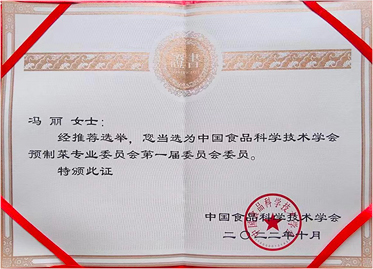 證書
冯丽 女士：
经推荐选举，您当选为中国食品科学技术学会
预制菜专业委员会第一届委员会委员。
特颁此证
中国食品科学技术学会
二〇二二年十月